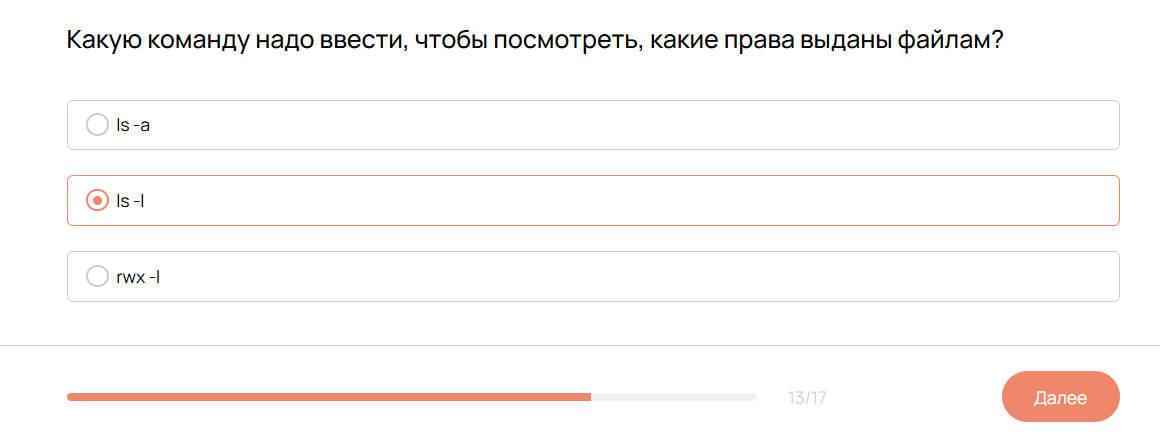 Какую команду надо ввести, чтобы посмотреть, какие права выданы файлам?
ls -a
ls -l
rwx -l
13/17
Далее